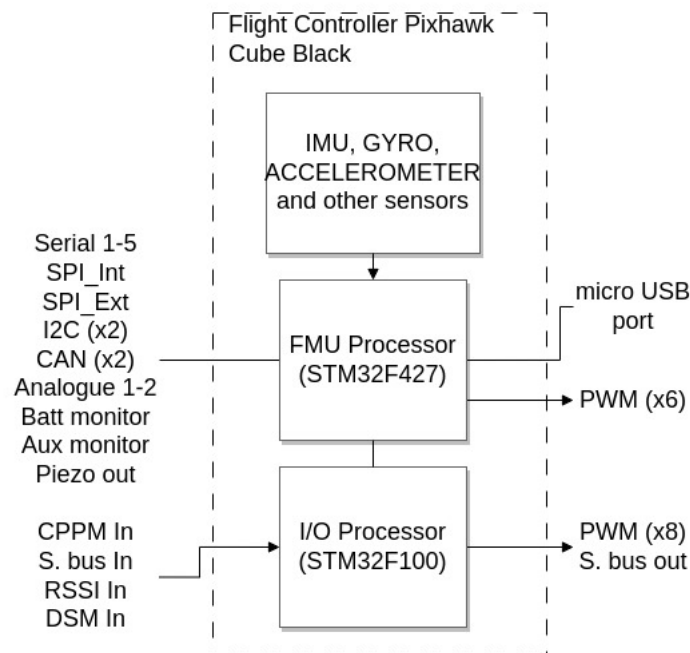 Flight Controller Pixhawk
Cube Black
IMU, GYRO,
ACCELEROMETER
and other sensors
Serial 1-5
SPI_Int
SPI_Ext
I2C (x2)
CAN (x2)
Analogue 1-2
Batt monitor
Aux monitor
Piezo out
FMU Processor
(STM32F427)
micro USB
port
PWM (x6)
CPPM In
S. bus In
RSSI In
DSM In
I/O Processor
(STM32F100)
PWM (x8)
S. bus out